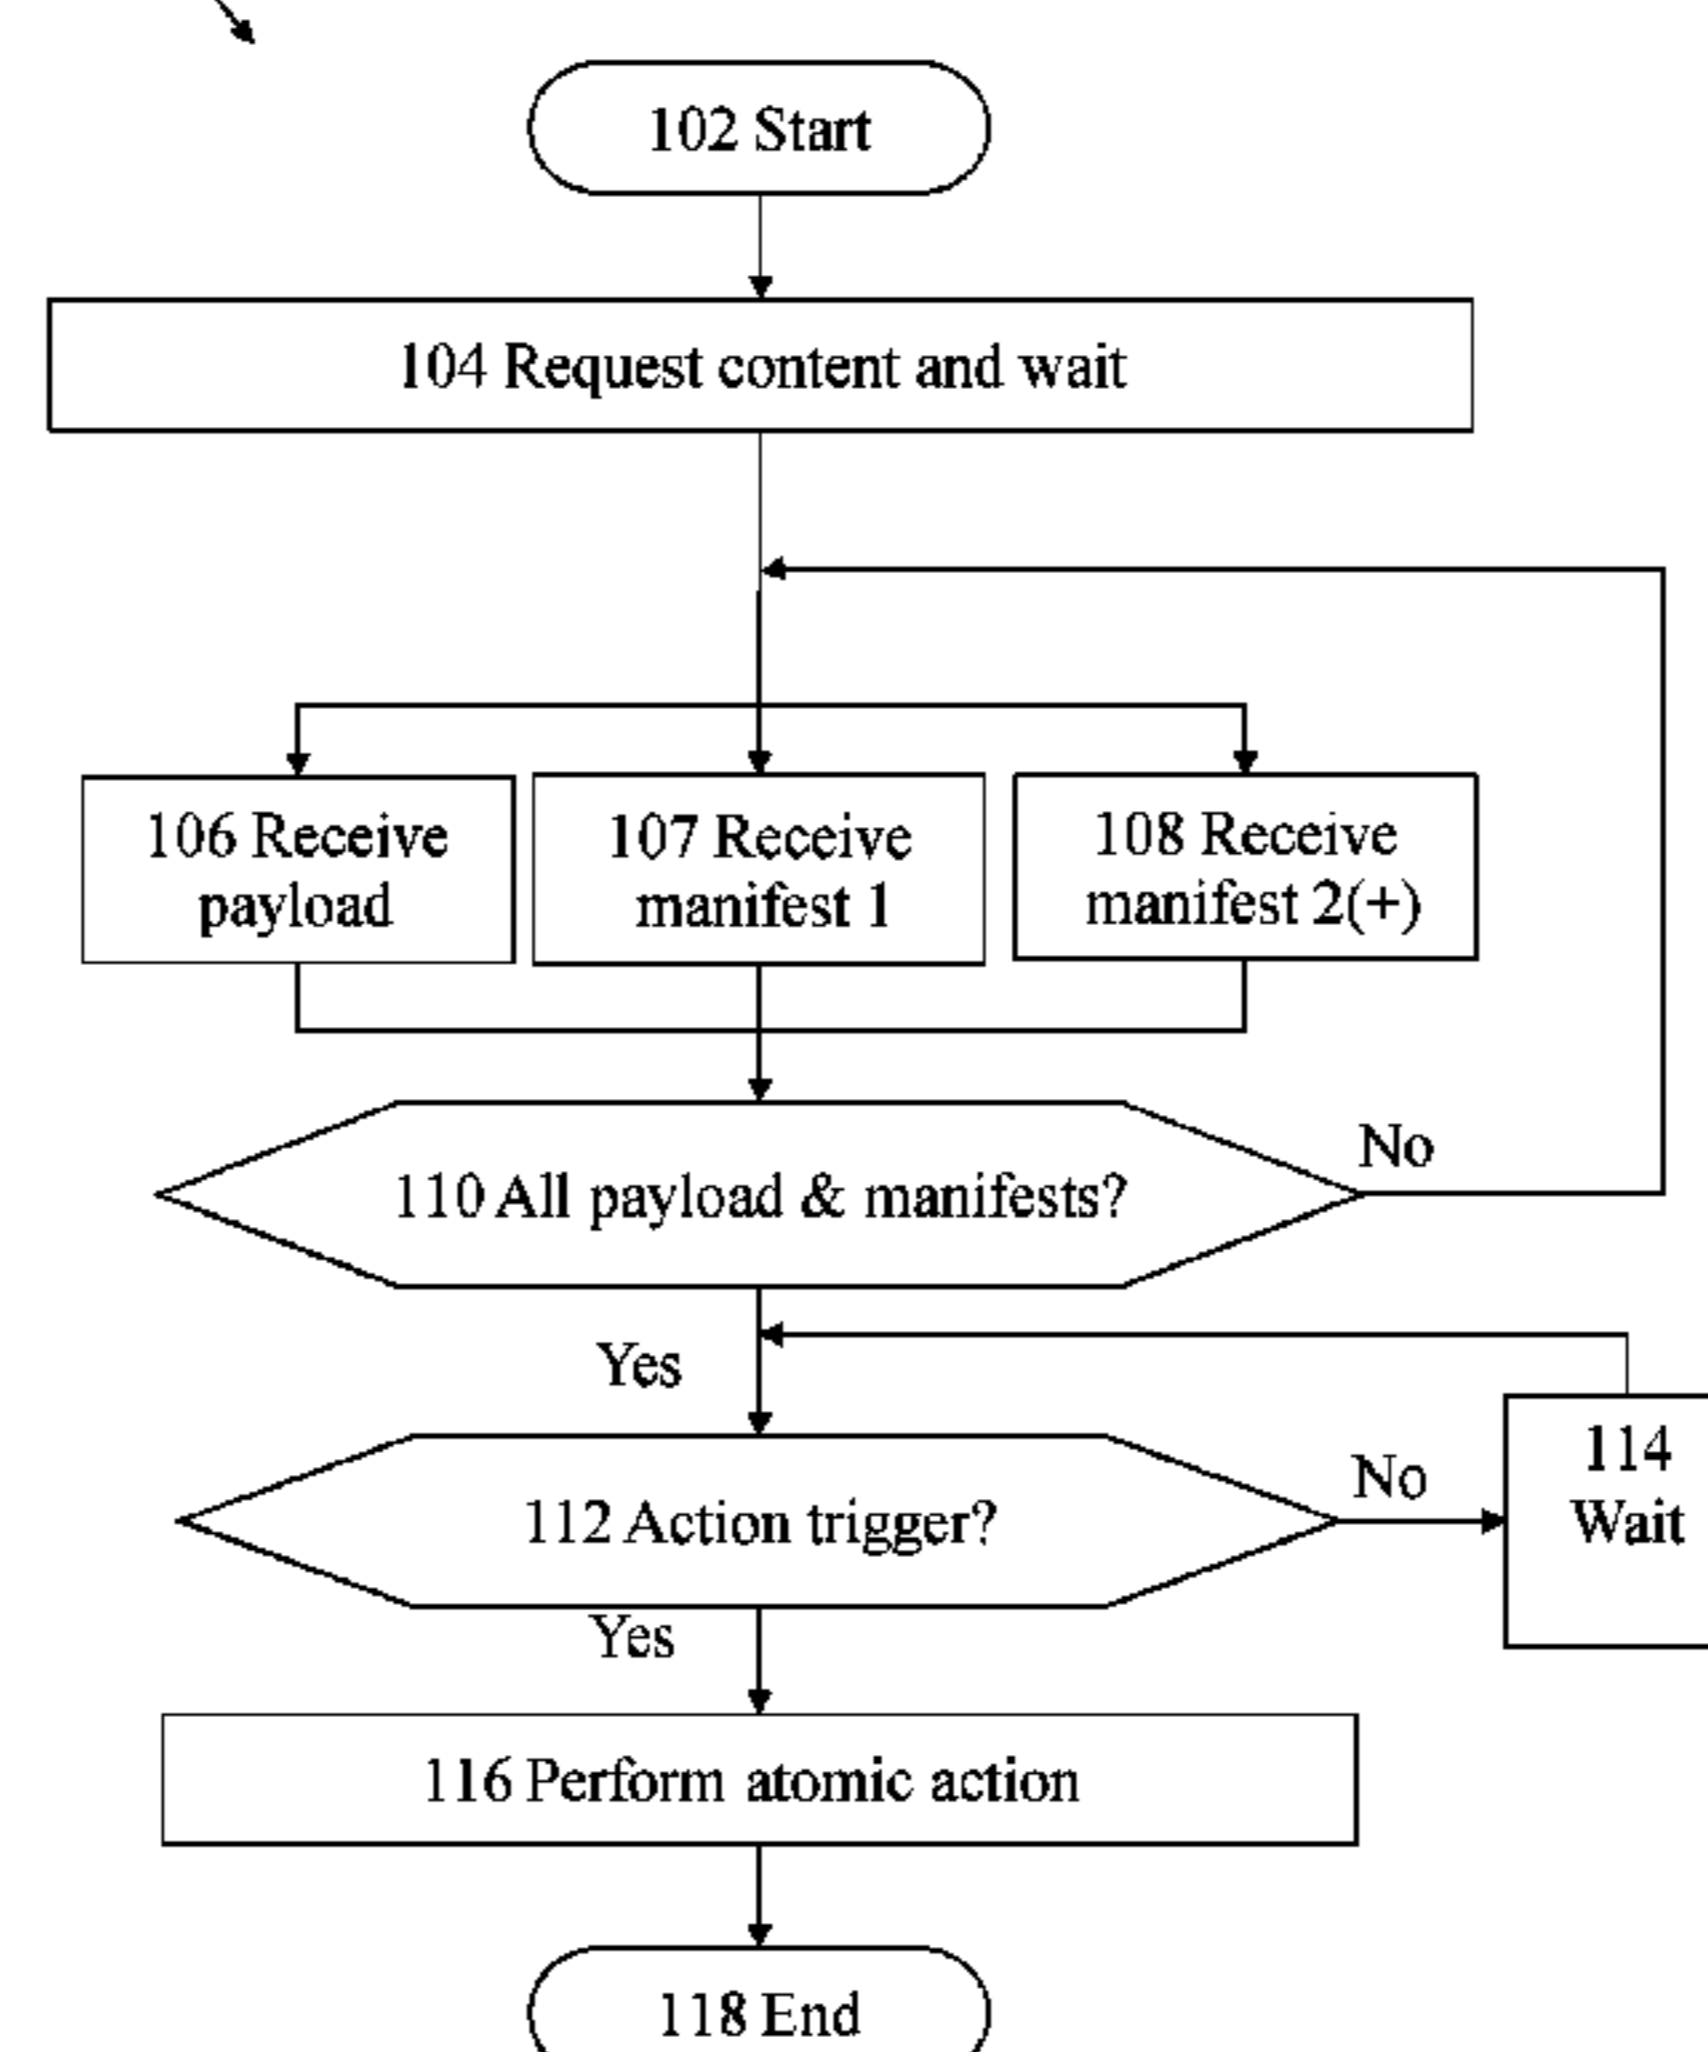 102 Start
104 Request content and wait
106 Receive
payload
107 Receive
manifest 1
108 Receive
manifest 2(+)
110 All payload & manifests?
No
Yes
112 Action trigger?
No
114
Wait
Yes
116 Perform atomic action
118 End